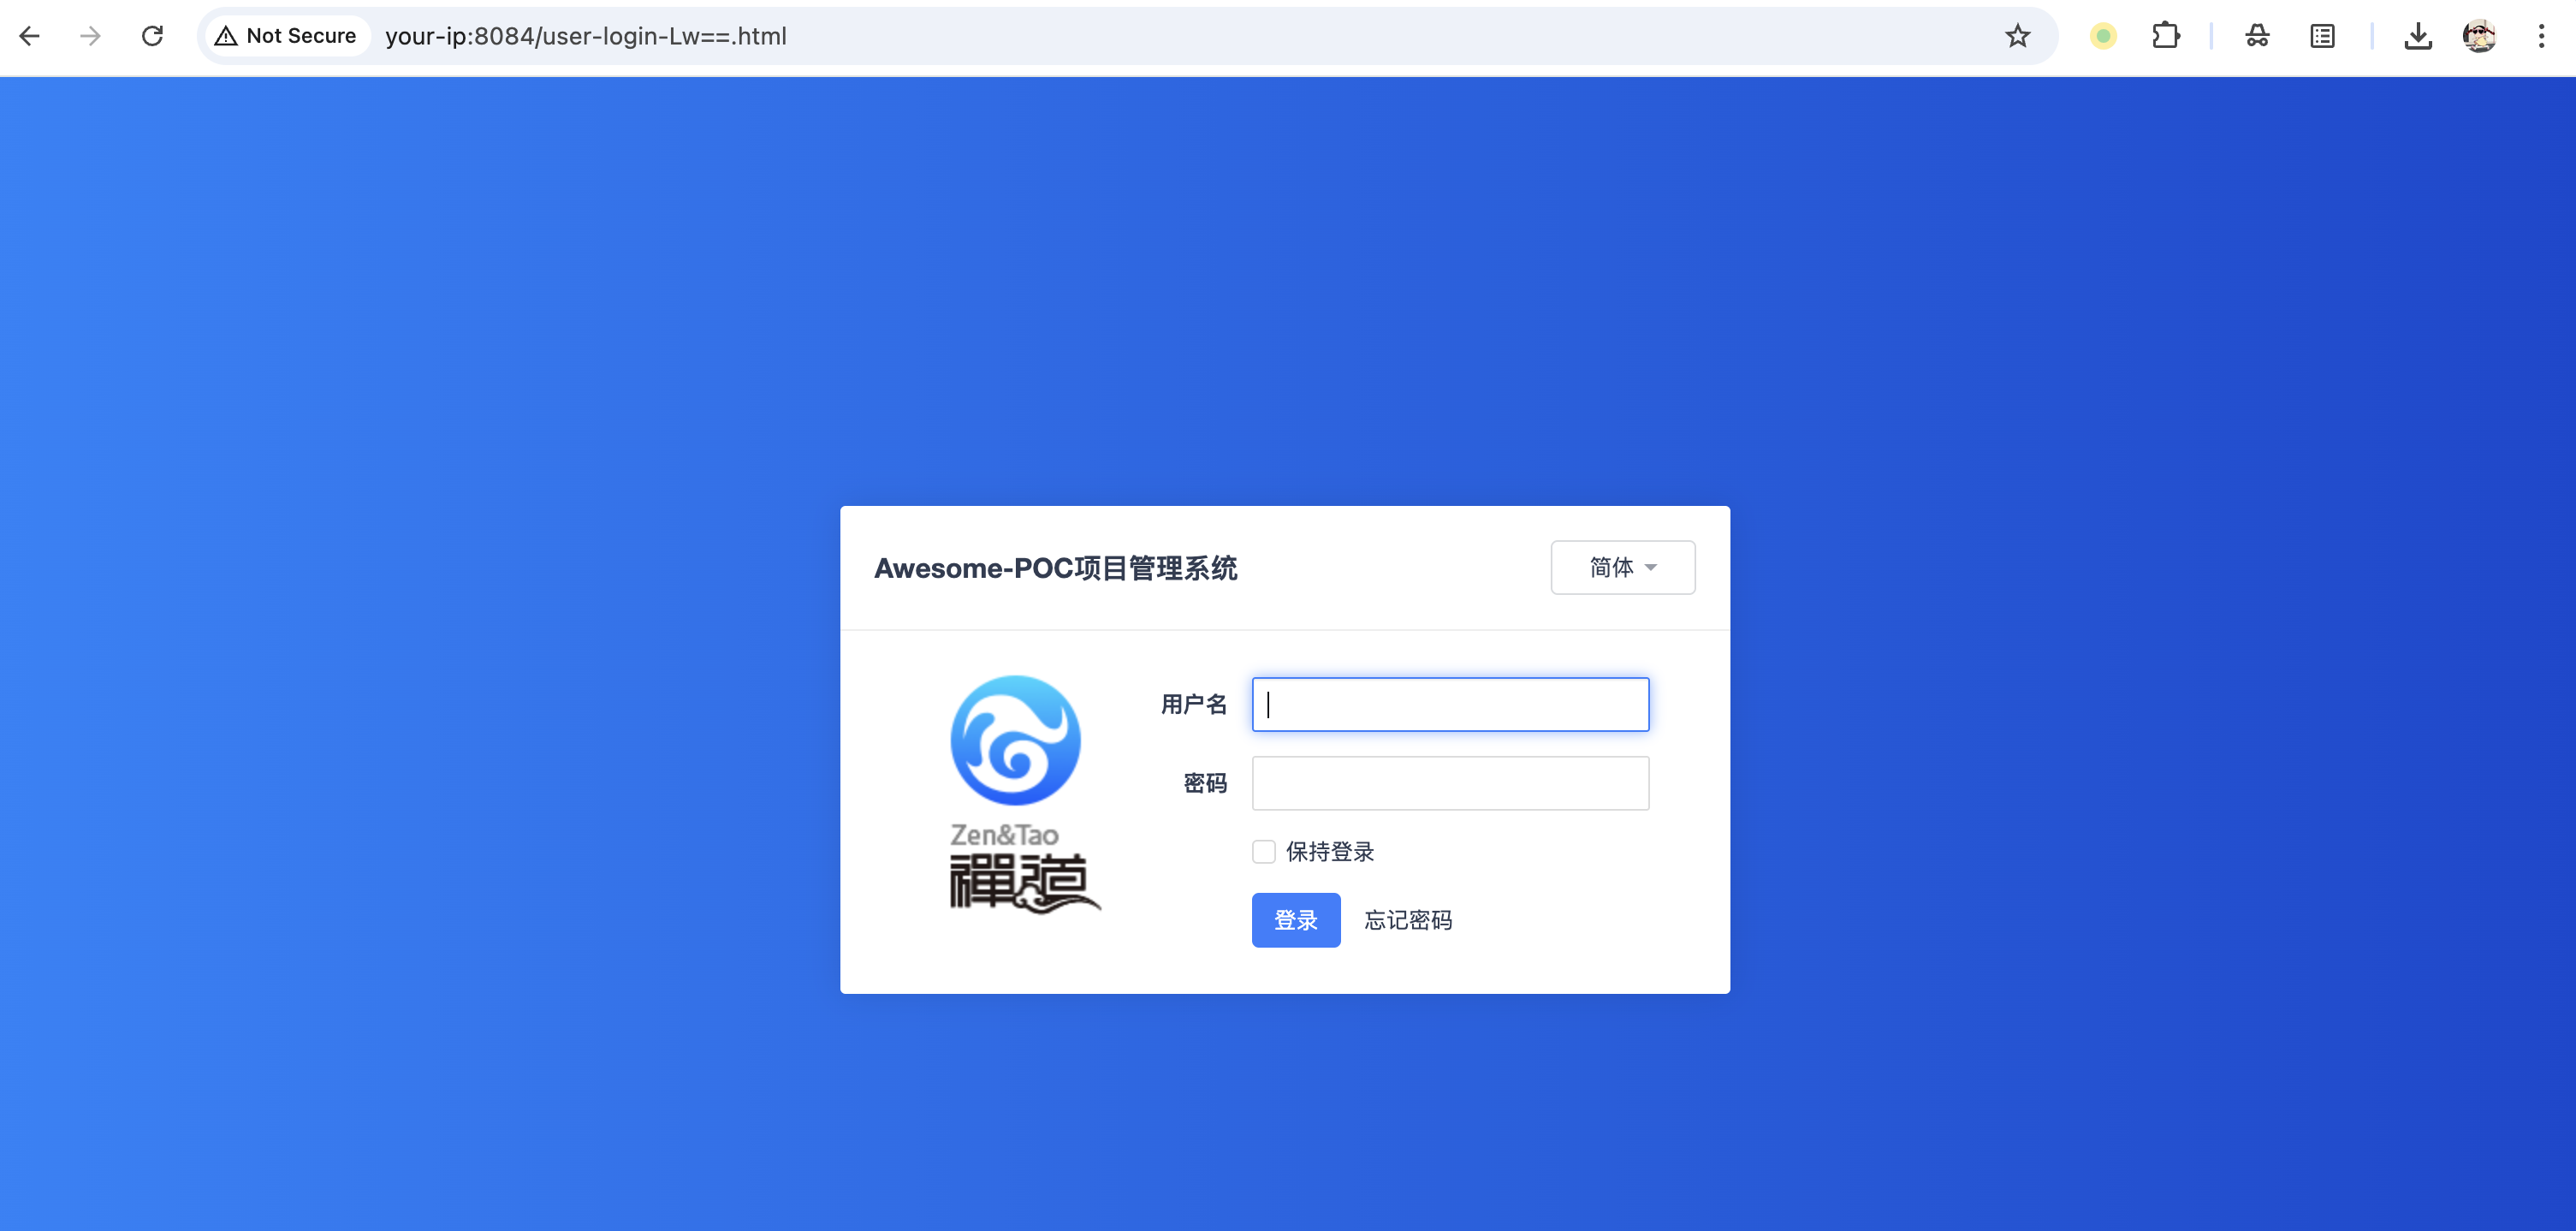 Not Secure your-ip:8084/user-login-Lw==.html
Awesome-POC项目管理系统 简体
Zen&Tao
禪道
用户名
密码
保持登录
登录 忘记密码